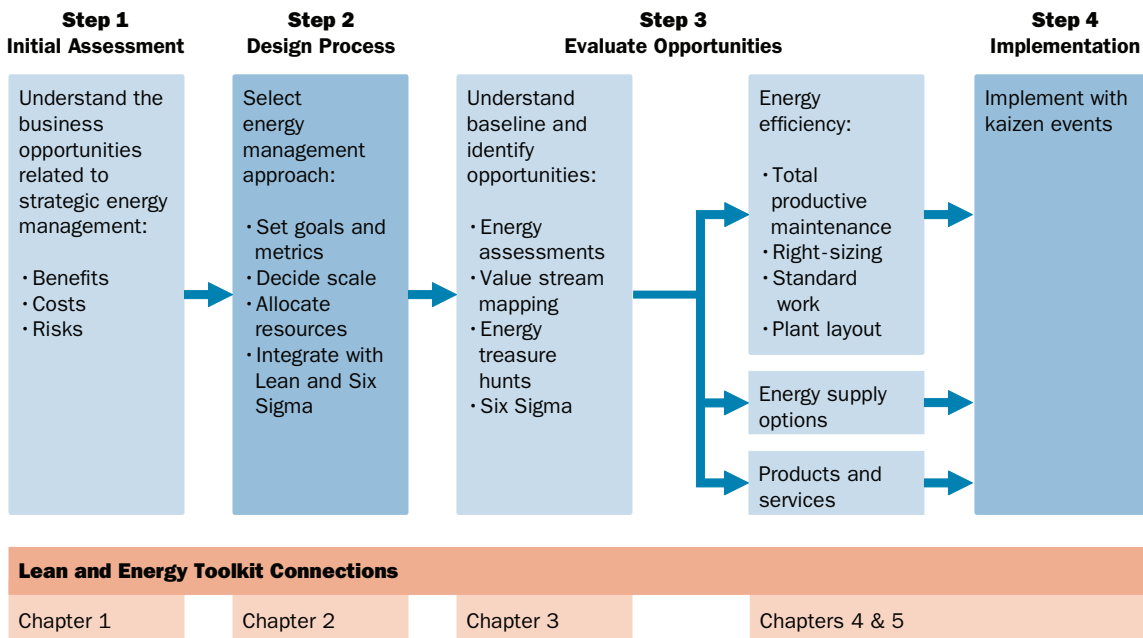 Step 1
Initial Assessment
Step 2
Design Process
Step 3
Evaluate Opportunities
Step 4
Implementation
Understand the
business
opportunities
related to
strategic energy
management:
· Benefits
· Costs
· Risks
Select
energy
management
approach:
· Set goals and
metrics
· Decide scale
· Allocate
resources
· Integrate with
Lean and Six
Sigma
Understand
baseline and
identify
opportunities:
· Energy
assessments
· Value stream
mapping
· Energy
treasure
hunts
· Six Sigma
Energy
efficiency:
· Total
productive
maintenance
· Right-sizing
· Standard
work
· Plant layout
Energy supply
options
Products and
services
Implement with
kaizen events
Lean and Energy Toolkit Connections
Chapter 1
Chapter 2
Chapter 3
Chapters 4 & 5